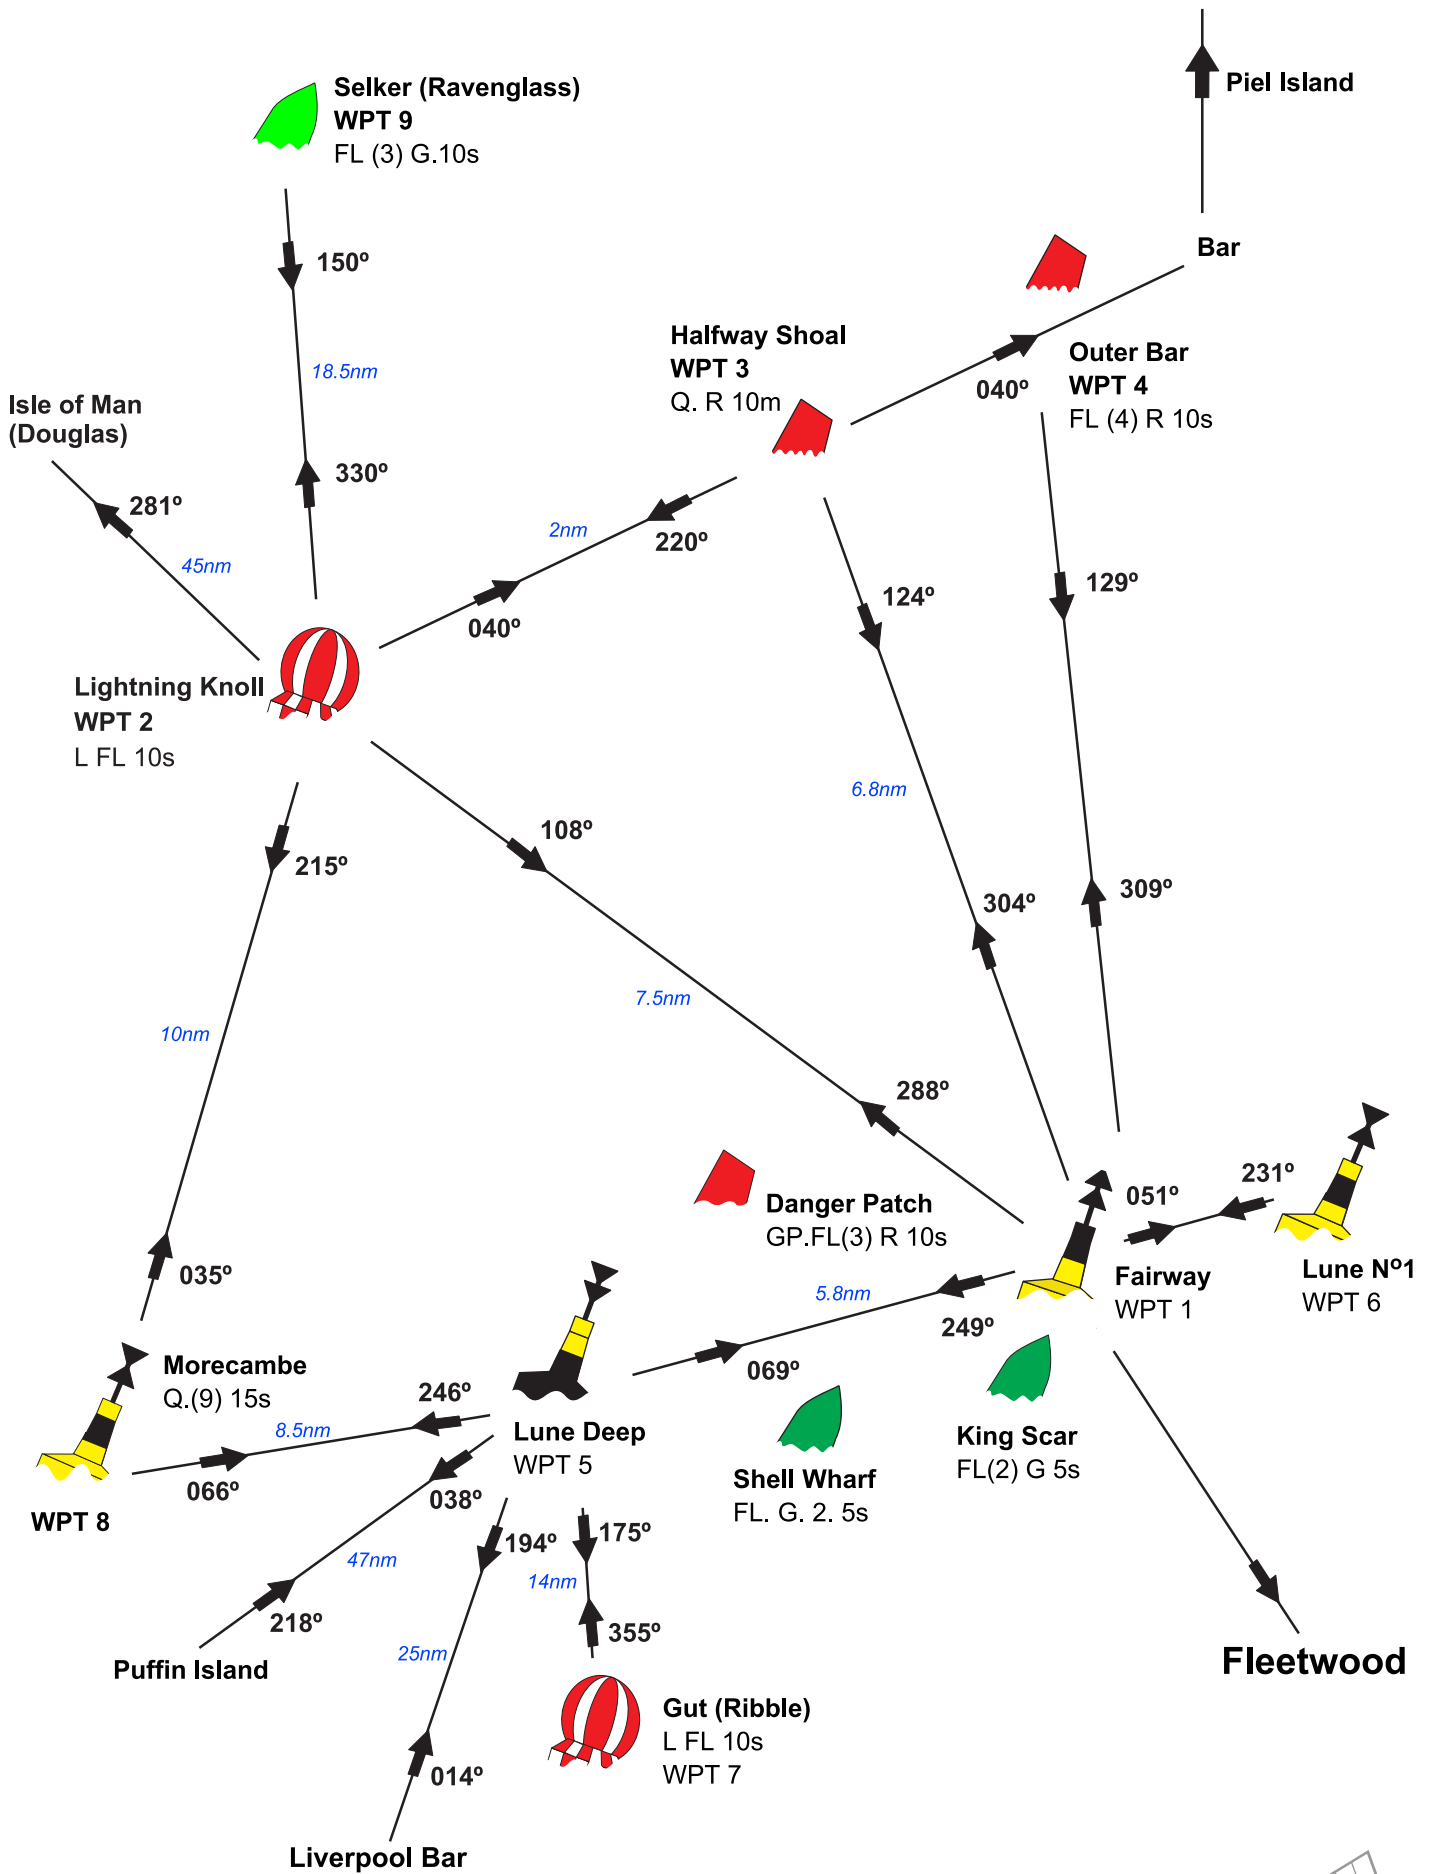 Selker (Ravenglass)
WPT 9
FL (3) G.10s
Piel Island
Bar
150º
18.5nm
330º
Isle of Man
(Douglas)
281º
45nm
Halfway Shoal
WPT 3
Q. R 10m
040º
Outer Bar
WPT 4
FL (4) R 10s
2nm
220º
040º
124º
129º
Lightning Knoll
WPT 2
L FL 10s
6.8nm
215º
108º
304º
309º
10nm
7.5nm
288º
Danger Patch
GP.FL(3) R 10s
051º
231º
Fairway
WPT 1
Lune Nº1
WPT 6
035º
5.8nm
249º
069º
Morecambe
Q.(9) 15s
246º
8.5nm
066º
WPT 8
Lune Deep
WPT 5
038º
Shell Wharf
FL. G. 2. 5s
King Scar
FL(2) G 5s
47nm
218º
Puffin Island
194º
175º
14nm
355º
25nm
014º
Fleetwood
Gut (Ribble)
L FL 10s
WPT 7
Liverpool Bar